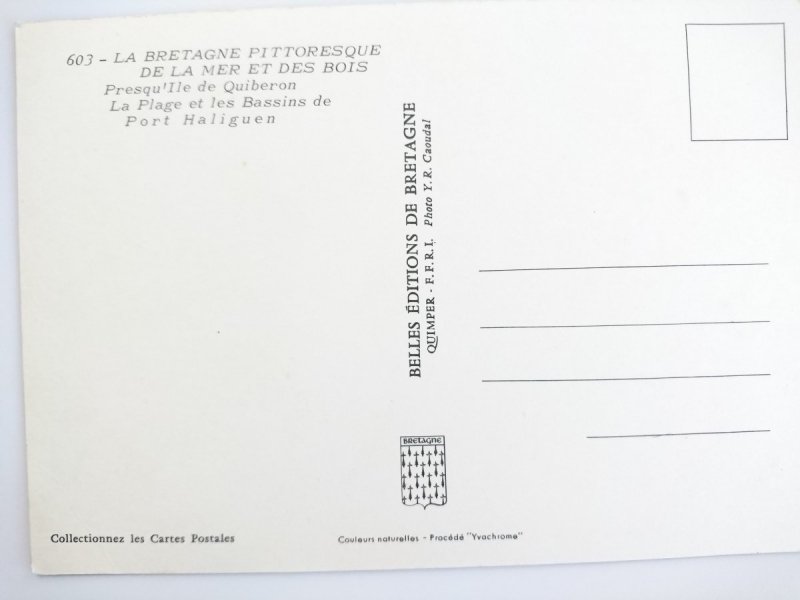 603 - LA BRETAGNE PITTORESQUE
DE LA MER ET DES BOIS
Presqu'Ile de Quiberon
La Plage et les Bassins de
Port Haliguen
BELLES ÉDITIONS DE BRETAGNE
QUIMPER - F.F.R.I. Photo Y. R. Caoudal
BRETAGNE
Collectionnez les Cartes Postales
Couleurs naturelles - Procédé "Yvachrome"